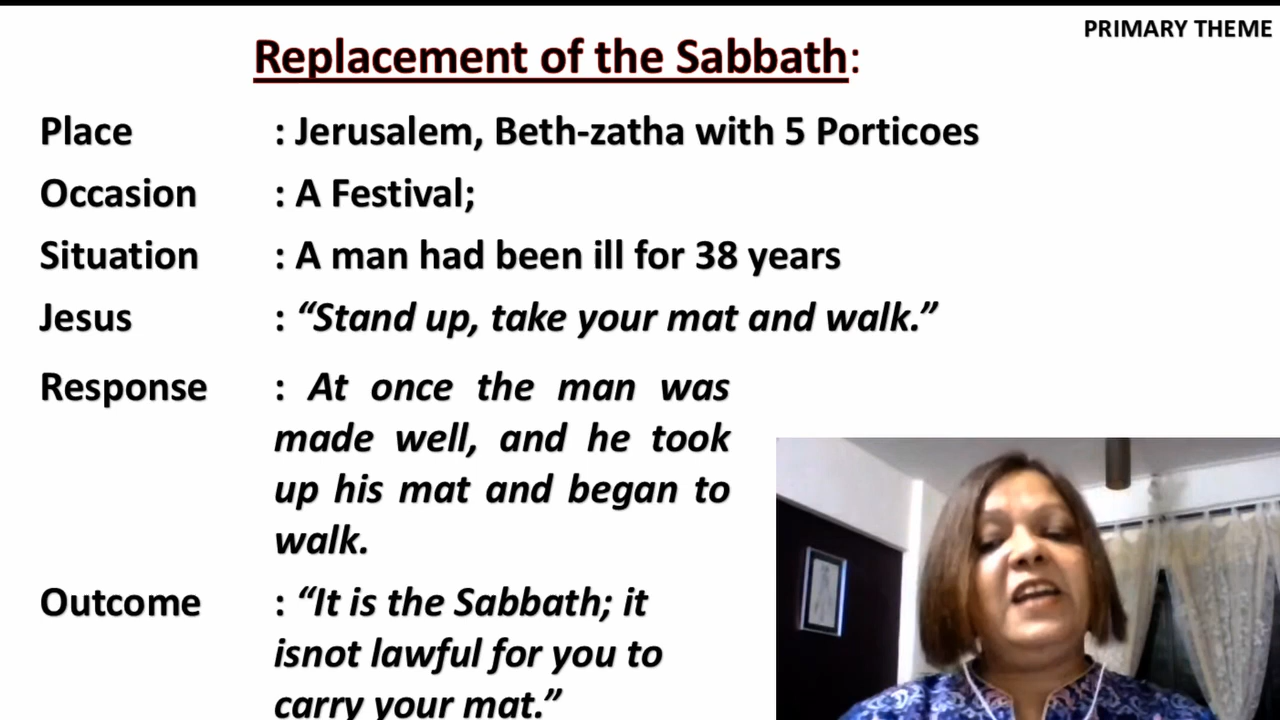 PRIMARY THEME
Replacement of the Sabbath:
Place : Jerusalem, Beth-zatha with 5 Porticoes
Occasion : A Festival;
Situation : A man had been ill for 38 years
Jesus : “Stand up, take your mat and walk.”
Response : At once the man was
made well, and he took
up his mat and began to
walk.
Outcome : “It is the Sabbath; it
isnot lawful for you to
carry your mat.”